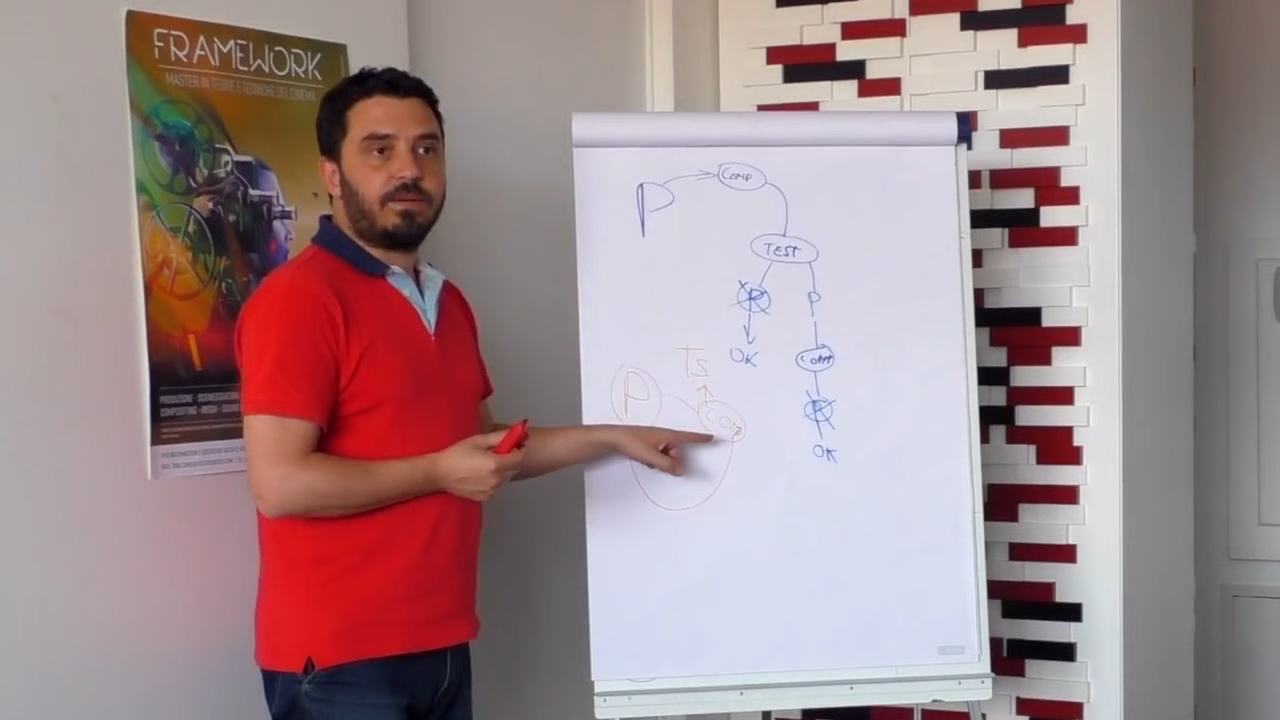 FRAMEWORK
MASTER IN TEORIE E TECNICHE DEL CINEMA
COMP
P
TEST
P
P
OK
COMP
TS
P
COMP
P
OK